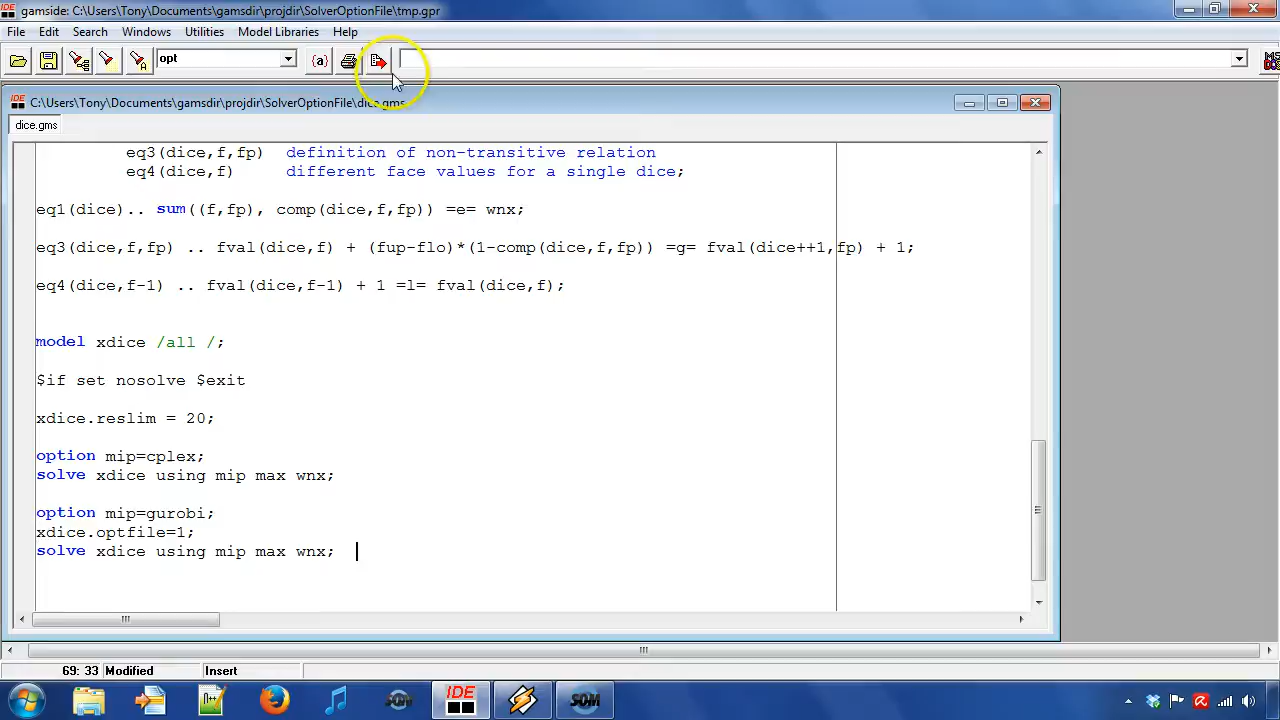 IDE
gamside: C:\Users\Tony\Documents\gamsdir\projdir\SolverOptionFile\tmp.gpr
File Edit Search Windows Utilities Model Libraries Help
opt
{a}
IDE
C:\Users\Tony\Documents\gamsdir\projdir\SolverOptionFile\dice.gms
dice.gms
eq3(dice,f,fp) definition of non-transitive relation
eq4(dice,f) different face values for a single dice;
eq1(dice).. sum((f,fp), comp(dice,f,fp)) =e= wnx;
eq3(dice,f,fp) .. fval(dice,f) + (fup-flo)*(1-comp(dice,f,fp)) =g= fval(dice++1,fp) + 1;
eq4(dice,f-1) .. fval(dice,f-1) + 1 =l= fval(dice,f);
model xdice /all /;
$if set nosolve $exit
xdice.reslim = 20;
option mip=cplex;
solve xdice using mip max wnx;
option mip=gurobi;
xdice.optfile=1;
solve xdice using mip max wnx;
69: 33 Modified Insert
IDE
SQM